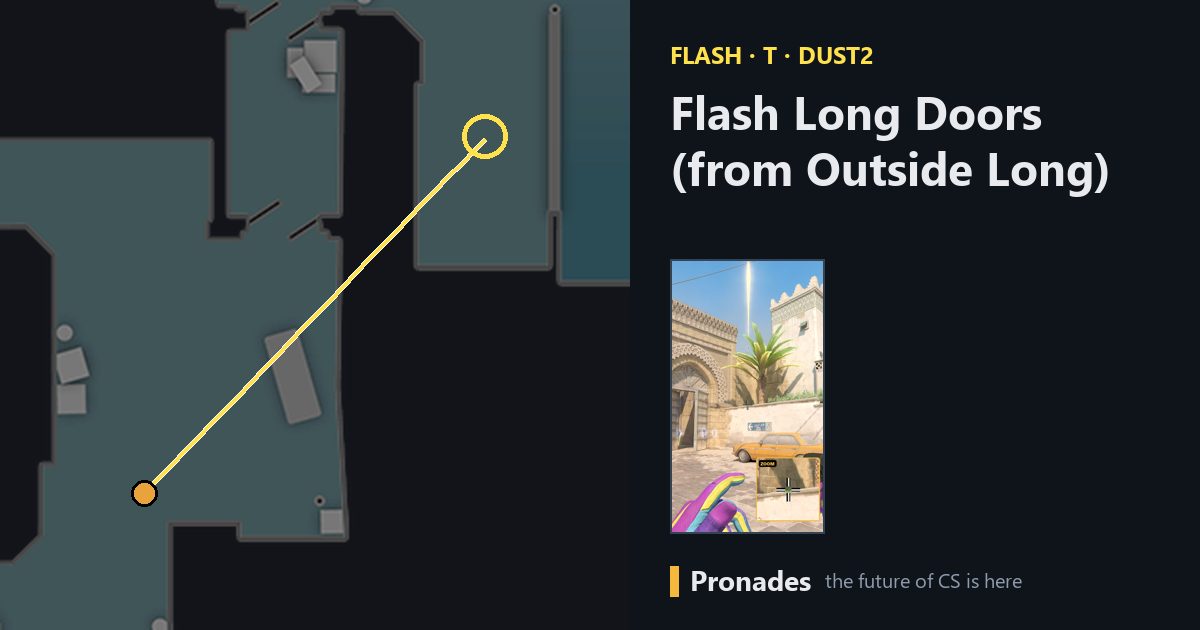 FLASH · T · DUST2
Flash Long Doors
(from Outside Long)
ZOOM
Pronades the future of CS is here